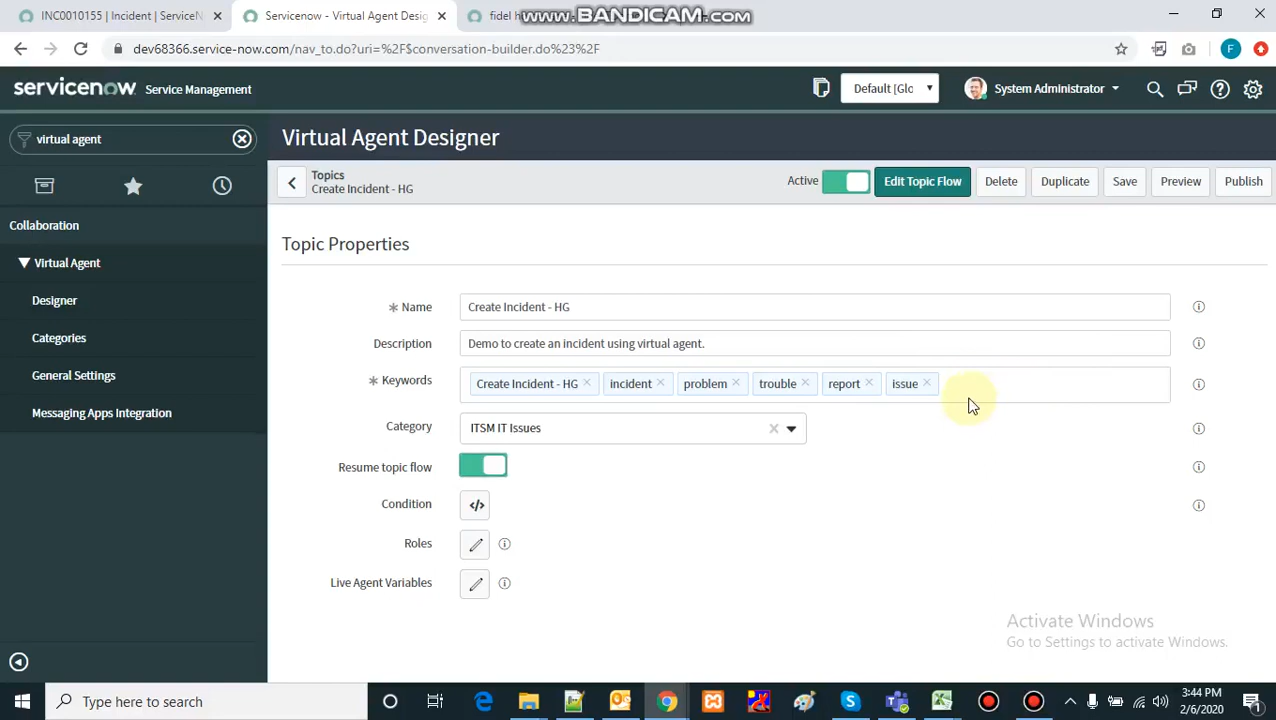 INC0010155 | Incident | ServiceN
Servicenow - Virtual Agent Desig
fidel h
www.BANDICAM.com
dev68366.service-now.com/nav_to.do?uri=%2F$conversation-builder.do%23%2F
F
servicenow Service Management
Default [Glo
System Administrator
virtual agent
Virtual Agent Designer
Topics
Create Incident - HG
Active
Edit Topic Flow
Delete
Duplicate
Save
Preview
Publish
Collaboration
Virtual Agent
Designer
Categories
General Settings
Messaging Apps Integration
Topic Properties
Name
Create Incident - HG
Description
Demo to create an incident using virtual agent.
Keywords
Create Incident - HG incident problem trouble report issue
Category
ITSM IT Issues
Resume topic flow
Condition
Roles
Live Agent Variables
Activate Windows
Go to Settings to activate Windows.
Type here to search
3:44 PM
2/6/2020